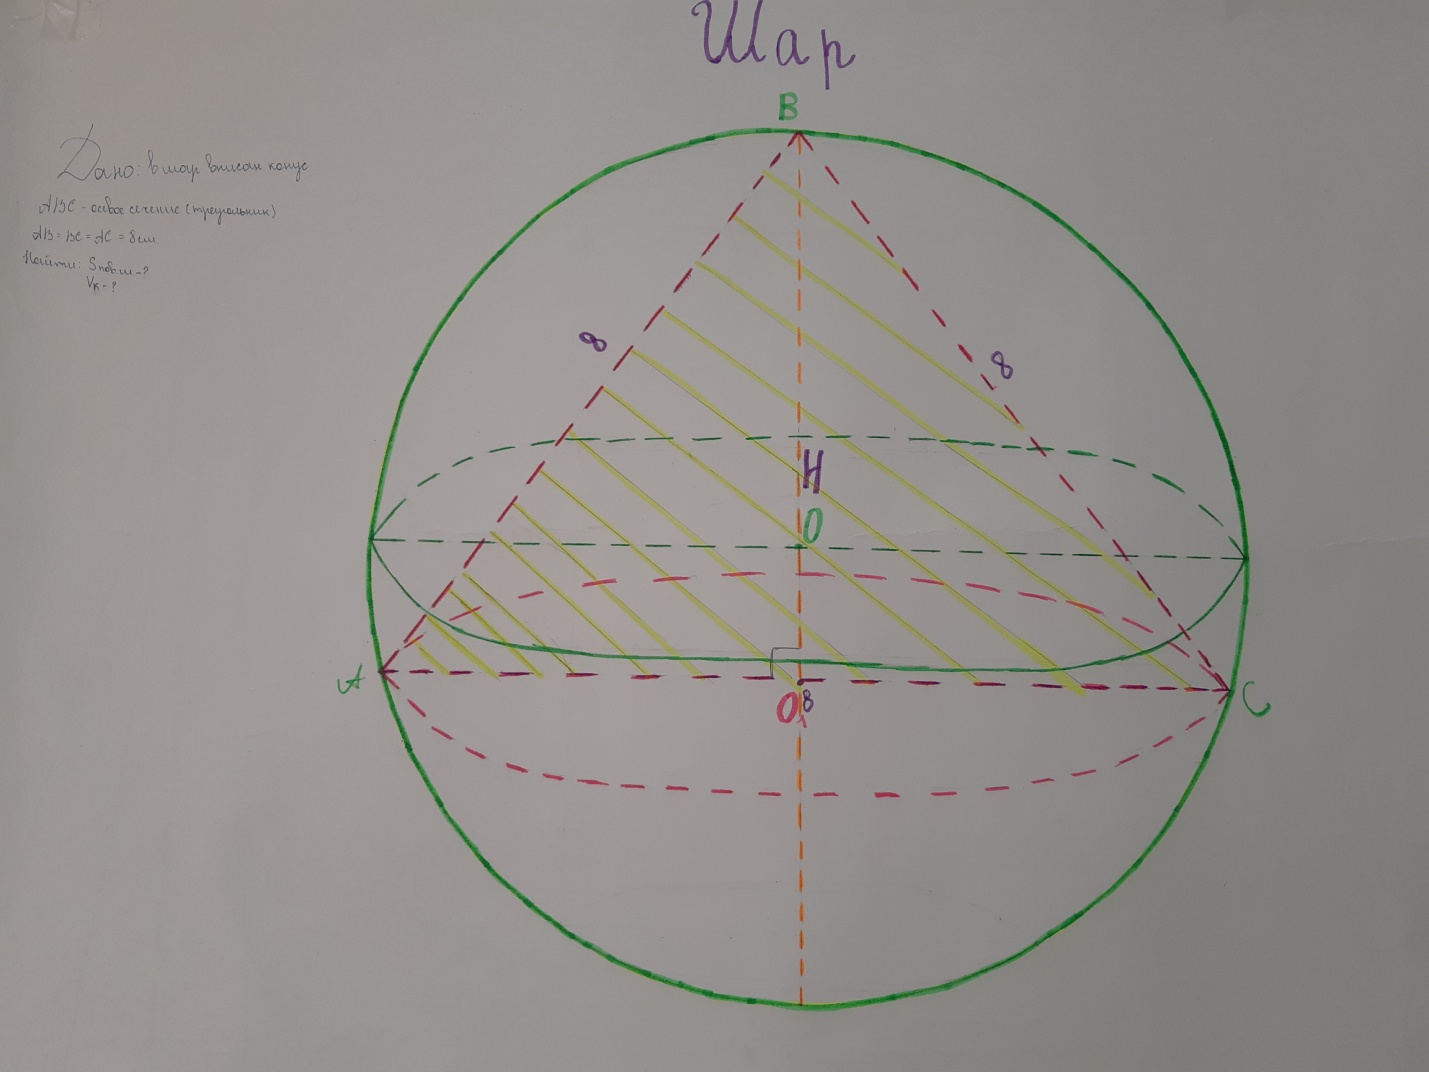 Шар
Дано: в шар вписан конус
ABC - осевое сечение (треугольник)
AB = BC = AC = 8см
Найти: Sпов.ш - ?
Vк - ?
B
8
8
H
O
A
O₁
8
C